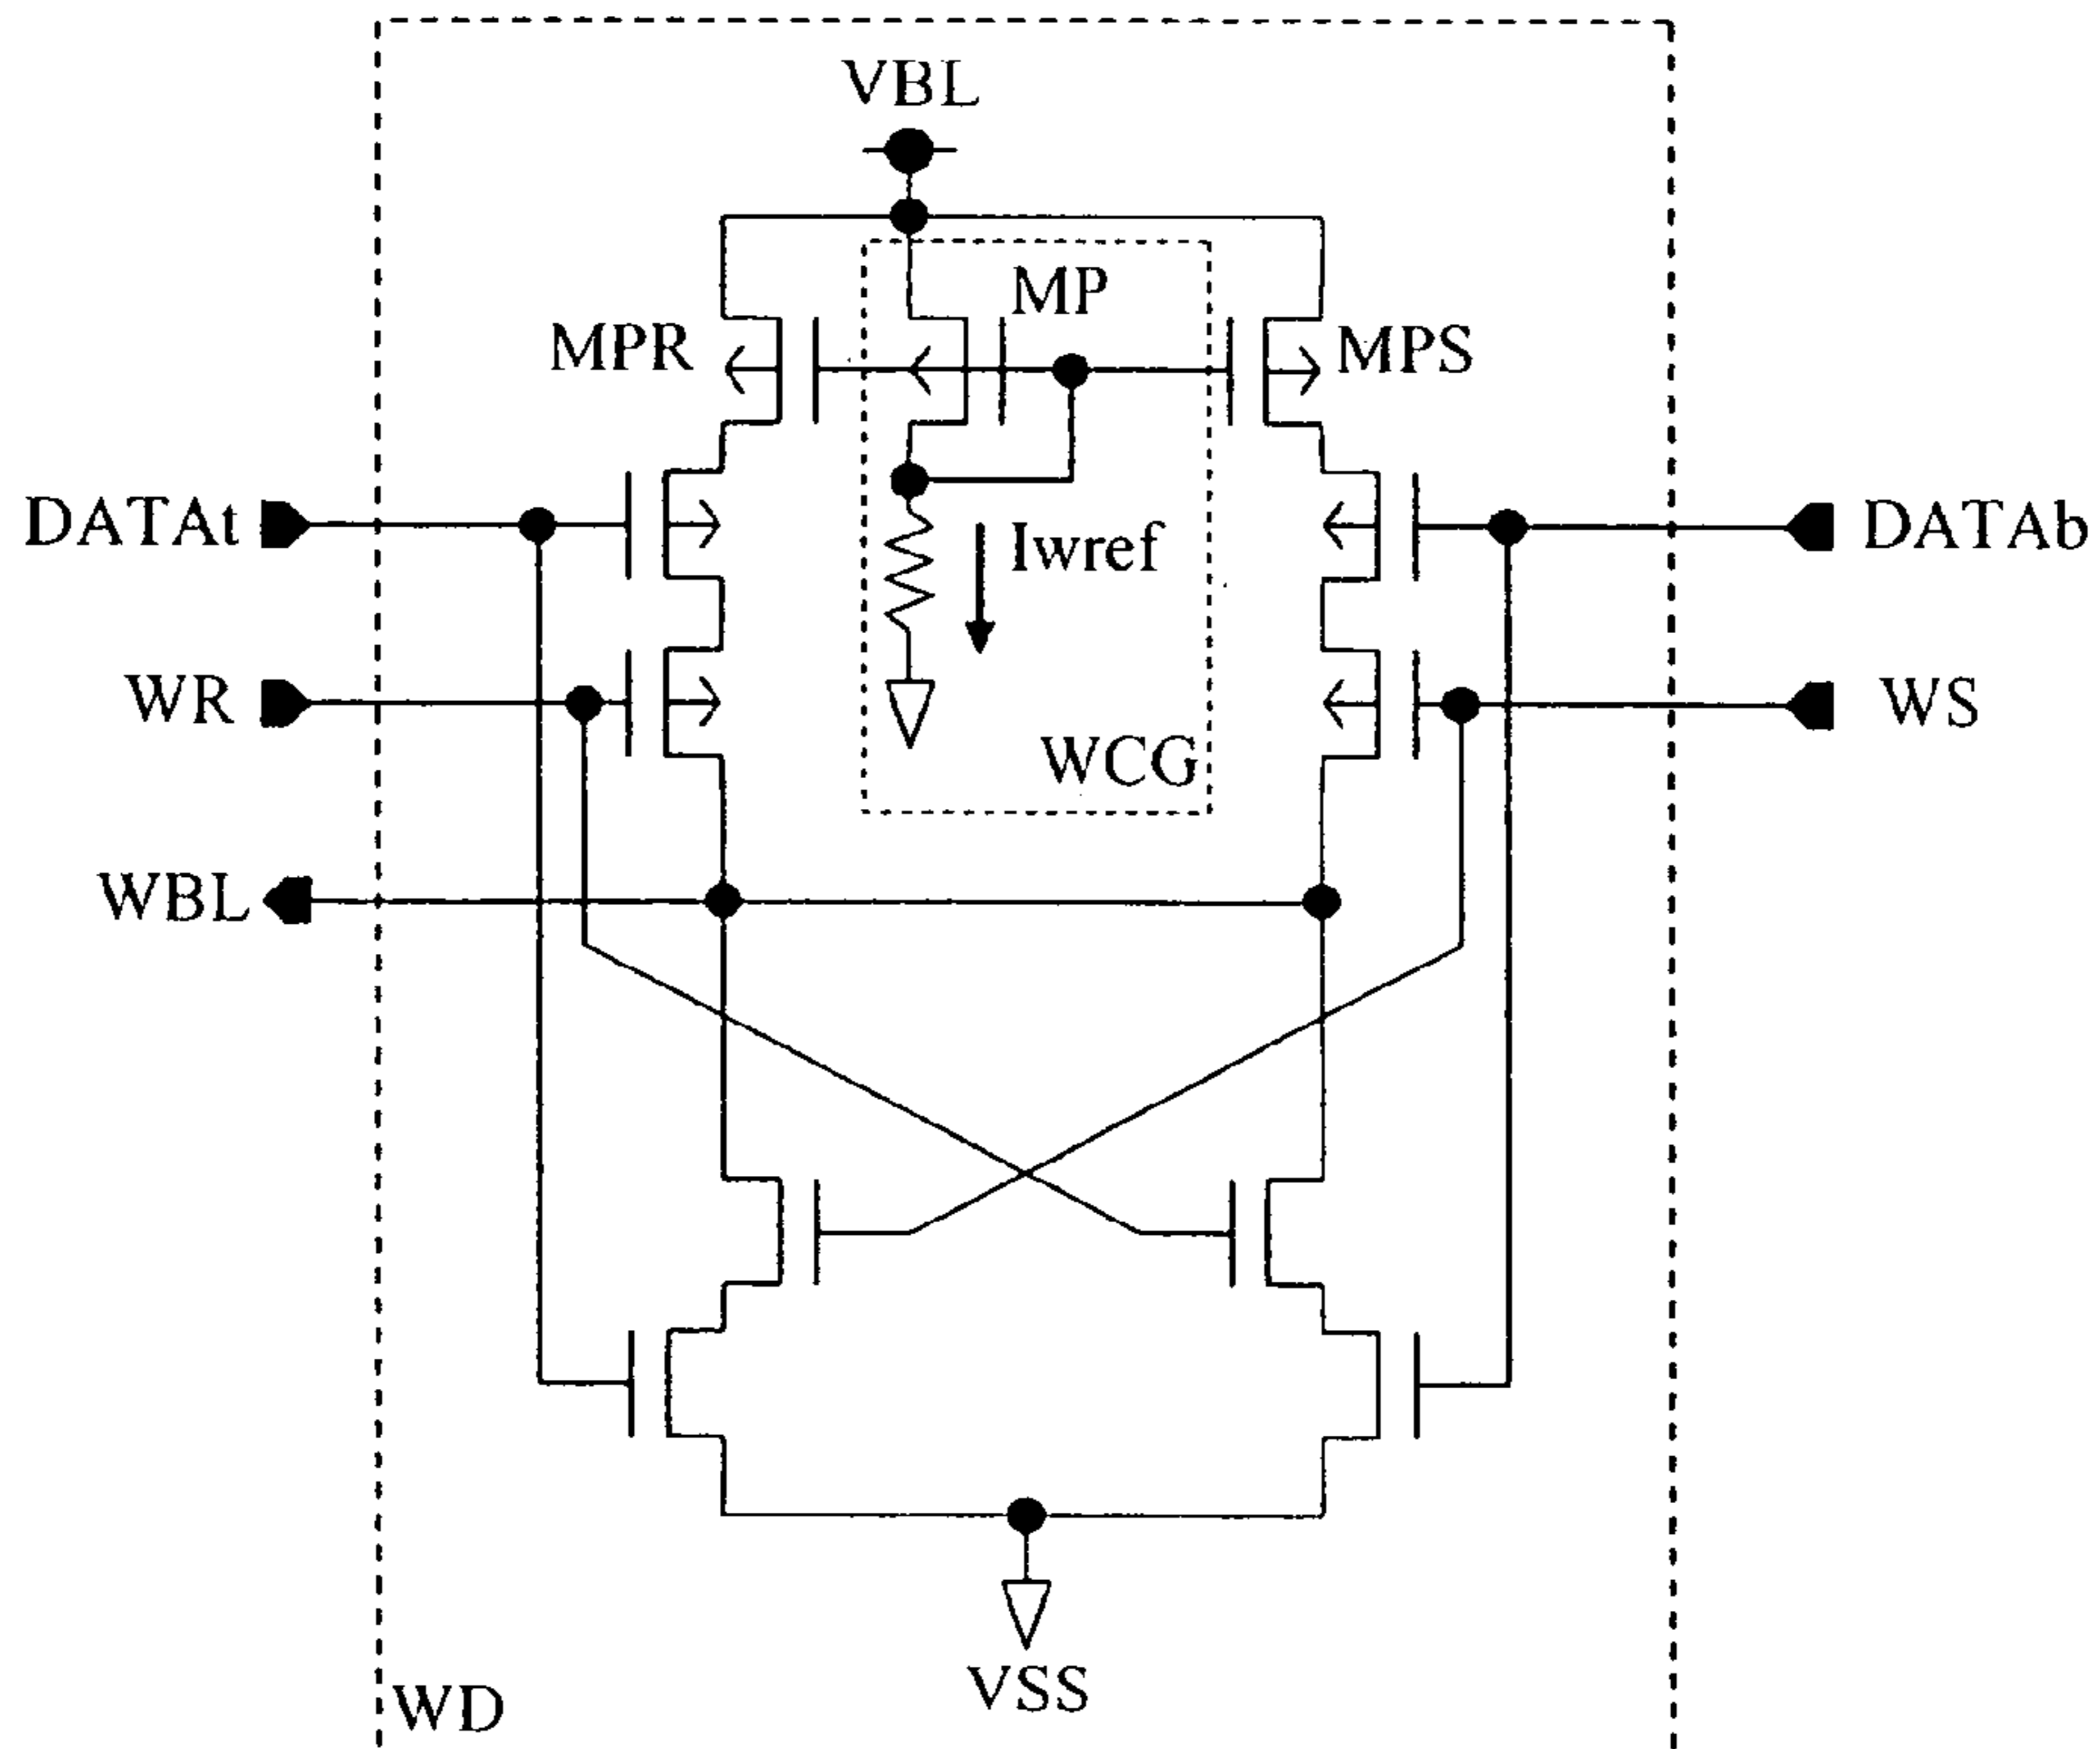 VBL
MP
MPR
MPS
DATAt
Iwref
DATAb
WR
WS
WCG
WBL
VSS
WD